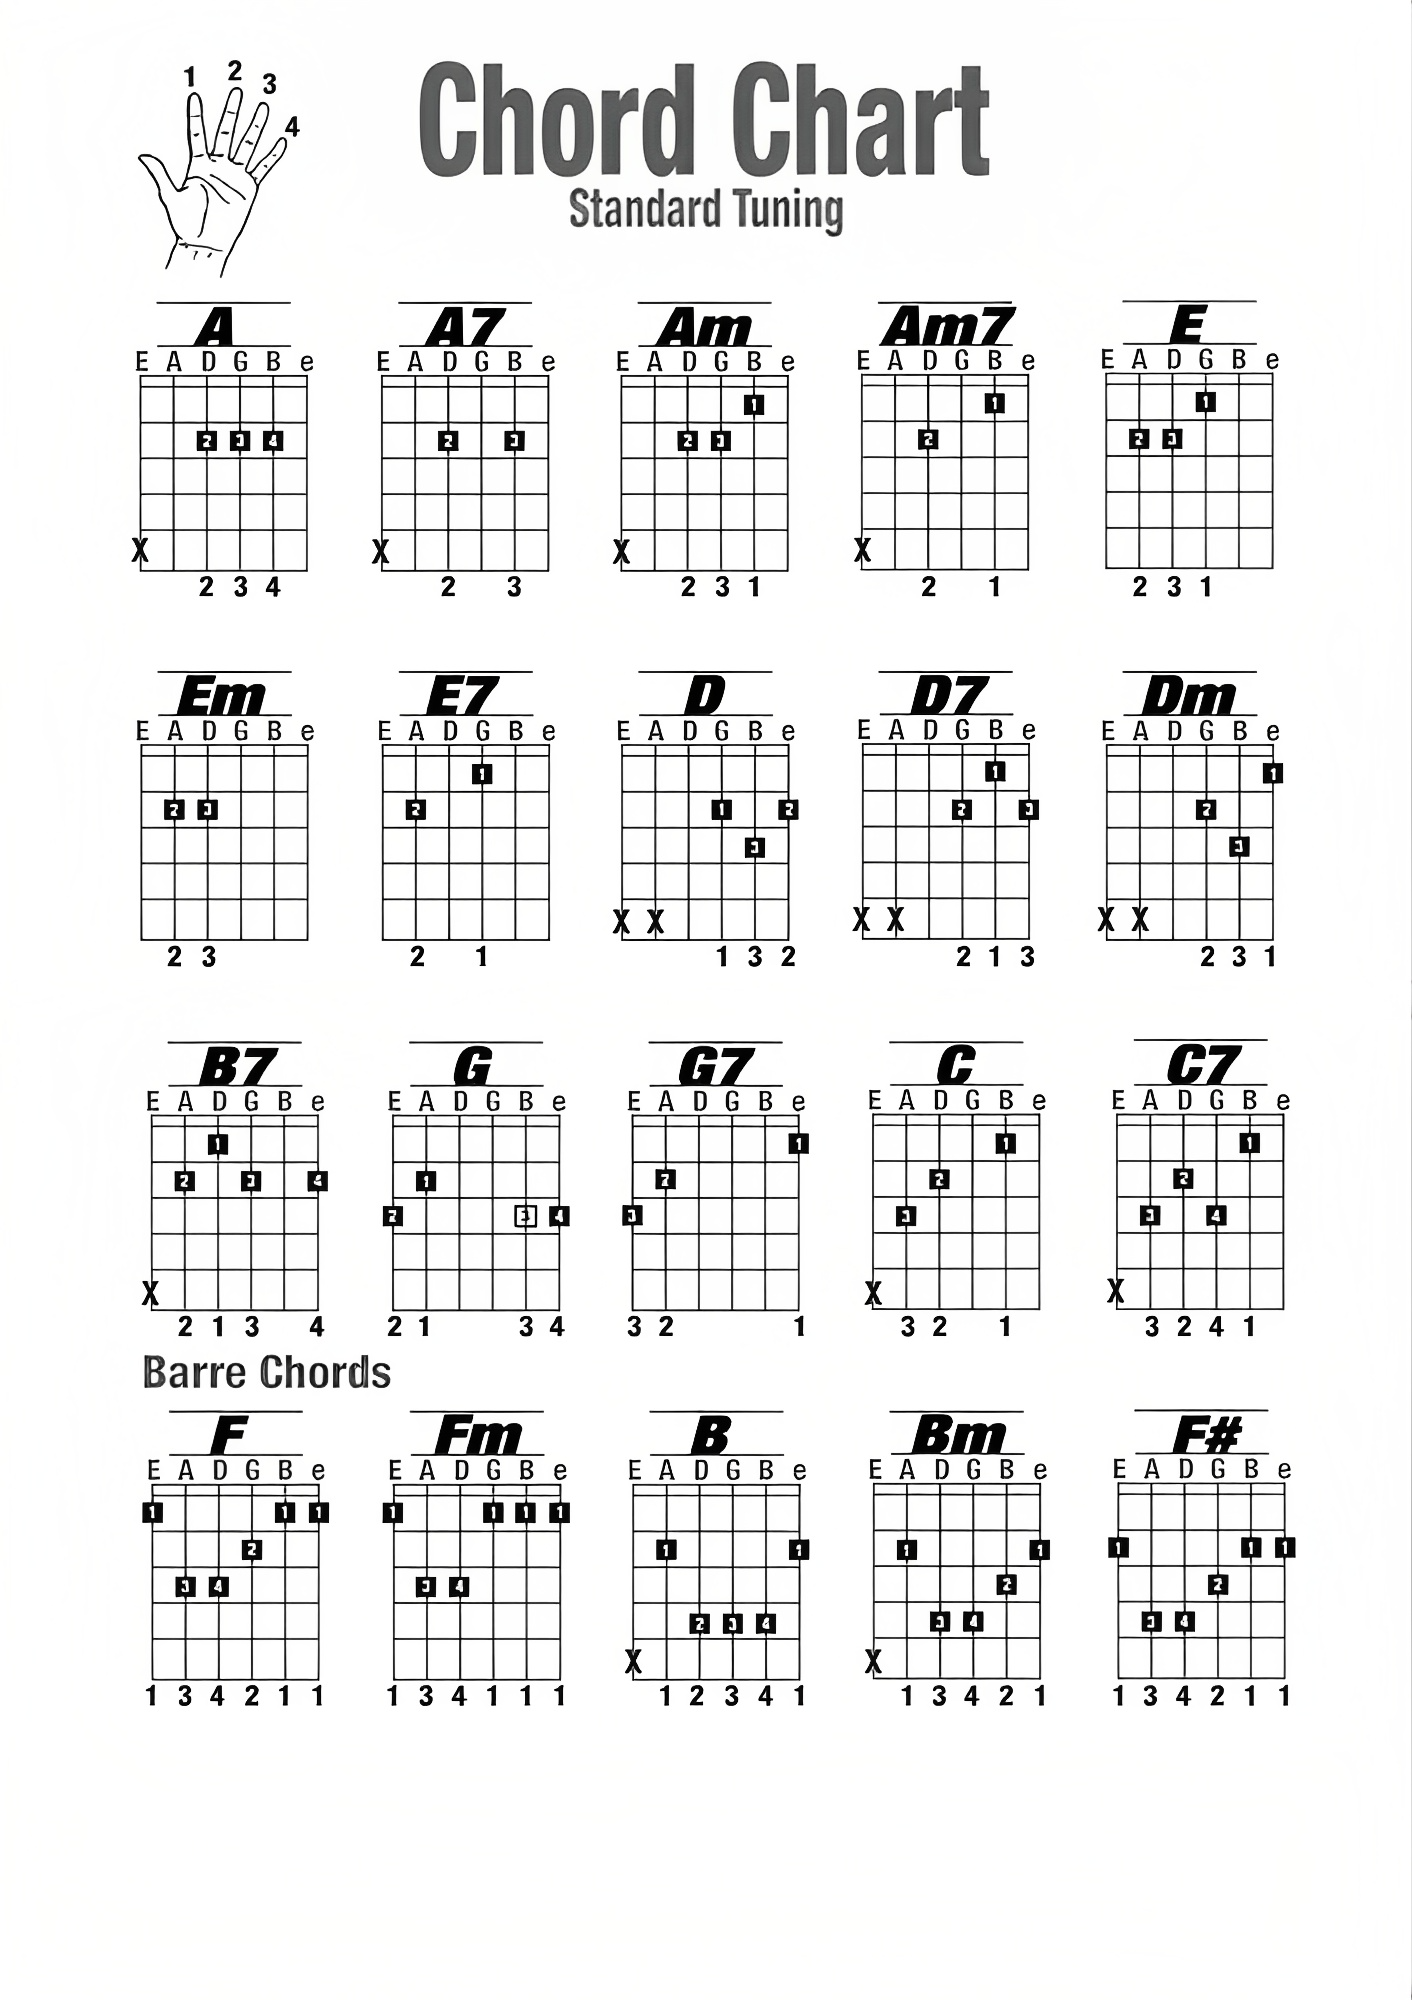 1 2 3 4
Chord Chart
Standard Tuning
A A7 Am Am7 E
E A D G B e E A D G B e E A D G B e E A D G B e E A D G B e
1 1 1
2 3 4 2 3 2 3 2 2 3
X X X X
2 3 4 2 3 2 3 1 2 1 2 3 1
Em E7 D D7 Dm
E A D G B e E A D G B e E A D G B e E A D G B e E A D G B e
1 1 1
2 3 2 1 2 2 3 2
3 3
X X X X X X
2 3 2 1 1 3 2 2 1 3 2 3 1
B7 G G7 C C7
E A D G B e E A D G B e E A D G B e E A D G B e E A D G B e
1 1 1 1
2 3 4 1 2 2 2
2 3 4 3 3 3 4
X X X
2 1 3 4 2 1 3 4 3 2 1 3 2 1 3 2 4 1
Barre Chords
F Fm B Bm F#
E A D G B e E A D G B e E A D G B e E A D G B e E A D G B e
1 1 1 1 1 1 1
2 1 1 1 1 1 1 1
3 4 3 4 2 2
2 3 4 3 4 3 4
X X
1 3 4 2 1 1 1 3 4 1 1 1 1 2 3 4 1 1 3 4 2 1 1 3 4 2 1 1